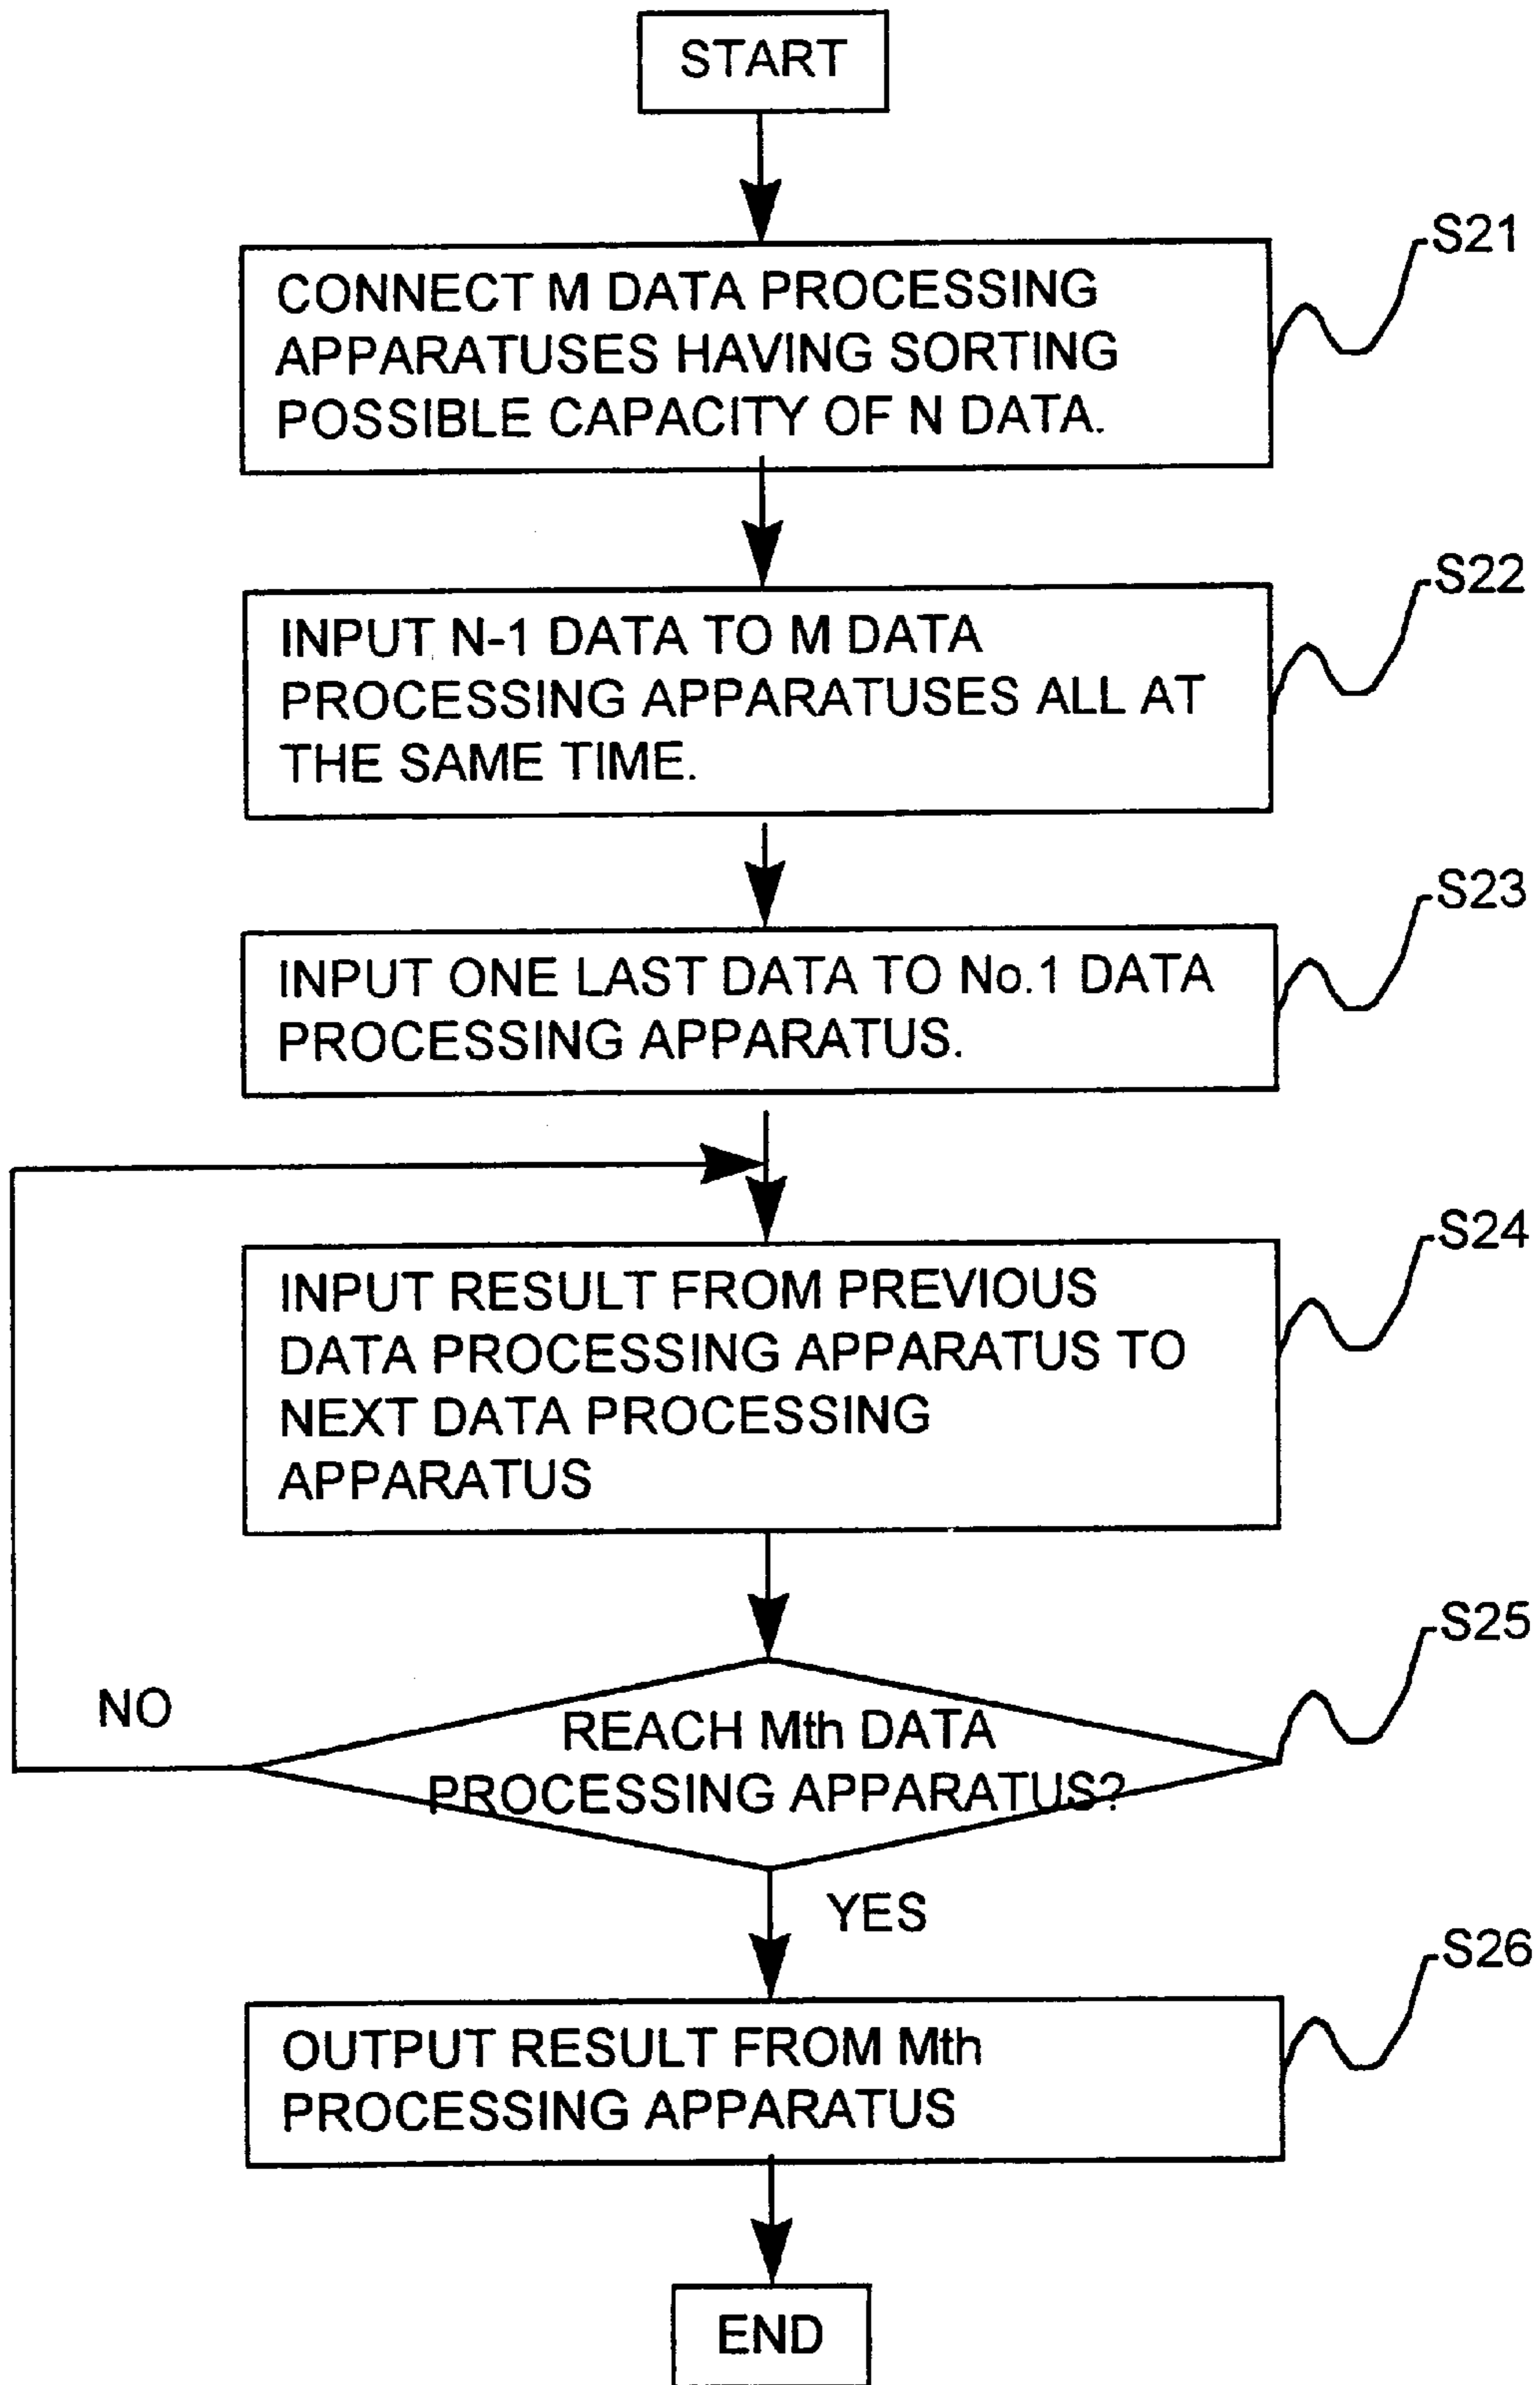 START
S21
CONNECT M DATA PROCESSING
APPARATUSES HAVING SORTING
POSSIBLE CAPACITY OF N DATA.
S22
INPUT N-1 DATA TO M DATA
PROCESSING APPARATUSES ALL AT
THE SAME TIME.
S23
INPUT ONE LAST DATA TO No.1 DATA
PROCESSING APPARATUS.
S24
INPUT RESULT FROM PREVIOUS
DATA PROCESSING APPARATUS TO
NEXT DATA PROCESSING
APPARATUS
S25
NO
REACH Mth DATA
PROCESSING APPARATUS?
YES
S26
OUTPUT RESULT FROM Mth
PROCESSING APPARATUS
END